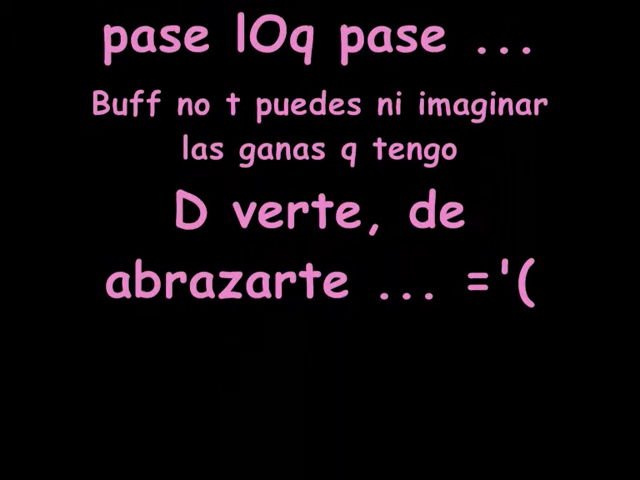 pase lOq pase ...
Buff no t puedes ni imaginar
las ganas q tengo
D verte, de
abrazarte ... ='(